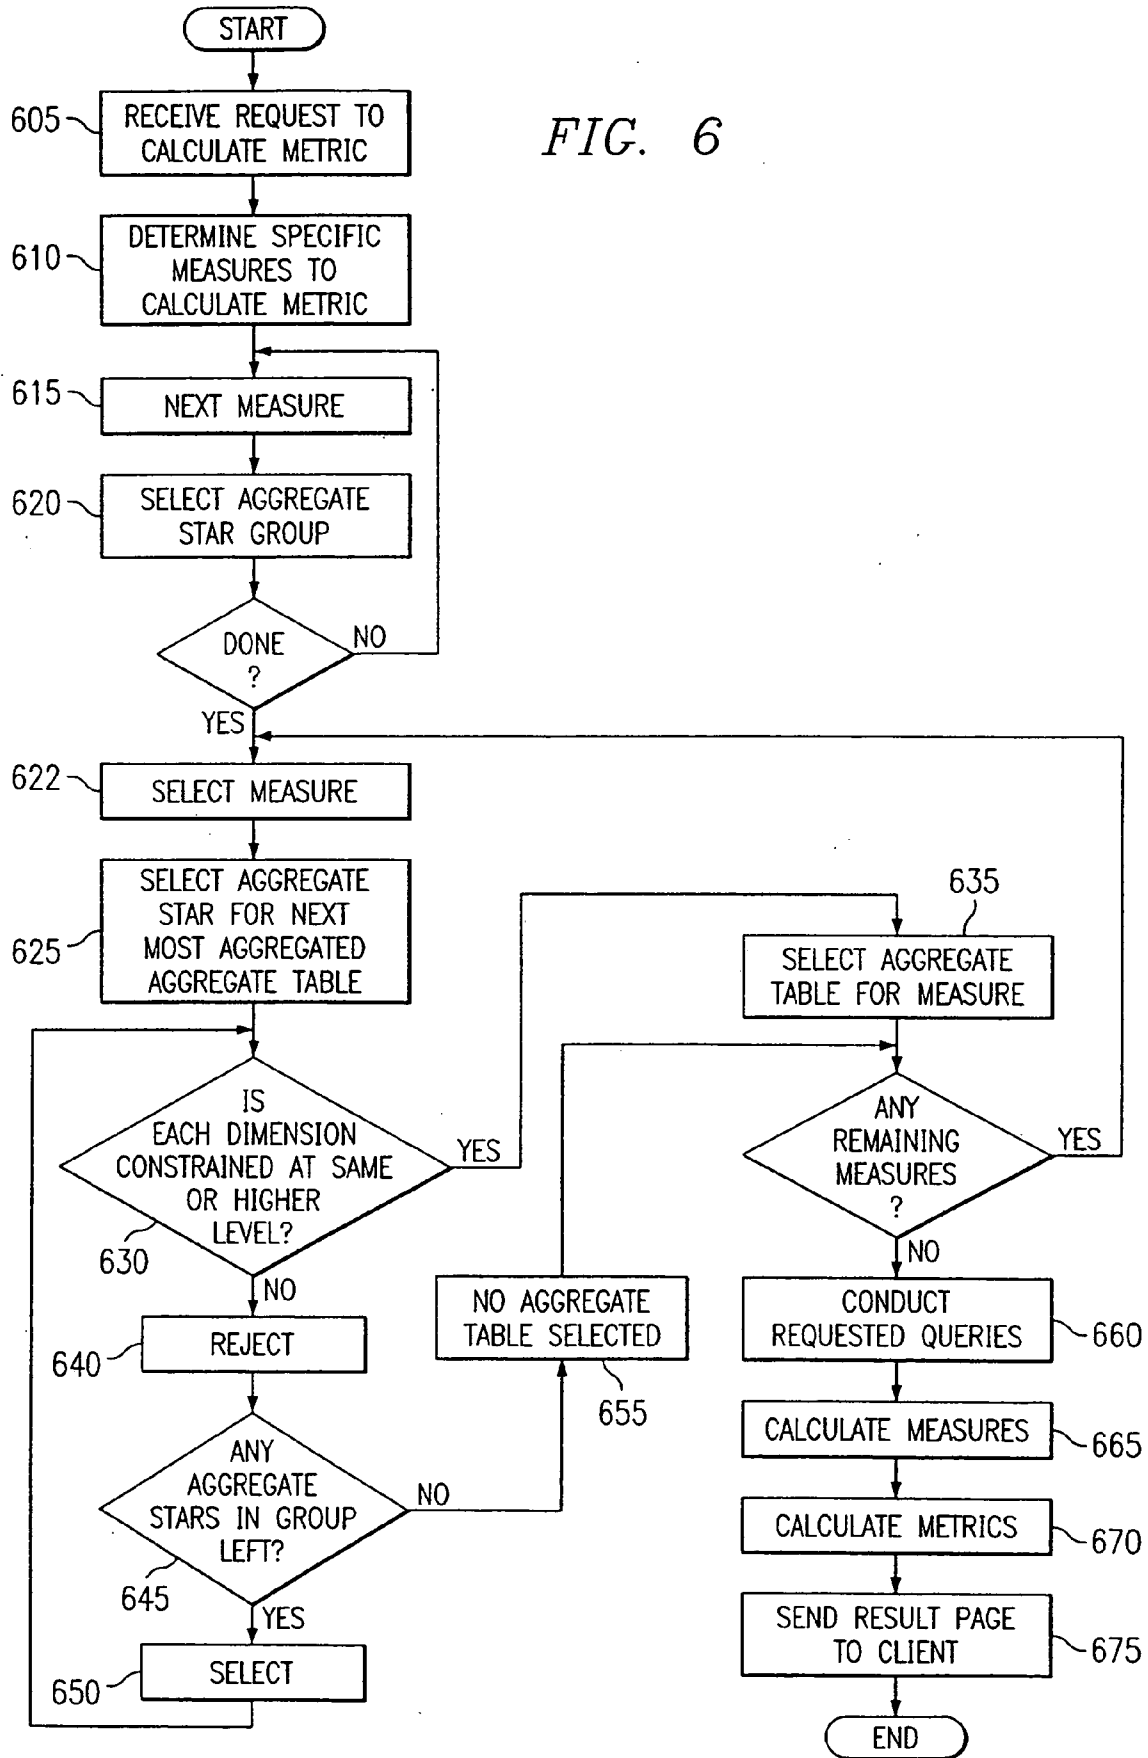 START
605
RECEIVE REQUEST TO
CALCULATE METRIC
FIG. 6
610
DETERMINE SPECIFIC
MEASURES TO
CALCULATE METRIC
615
NEXT MEASURE
620
SELECT AGGREGATE
STAR GROUP
DONE
?
NO
YES
622
SELECT MEASURE
625
SELECT AGGREGATE
STAR FOR NEXT
MOST AGGREGATED
AGGREGATE TABLE
IS
EACH DIMENSION
CONSTRAINED AT SAME
OR HIGHER
LEVEL?
630
YES
NO
635
SELECT AGGREGATE
TABLE FOR MEASURE
640
REJECT
ANY
AGGREGATE
STARS IN GROUP
LEFT?
645
NO
YES
650
SELECT
NO AGGREGATE
TABLE SELECTED
655
ANY
REMAINING
MEASURES
?
YES
NO
CONDUCT
REQUESTED QUERIES
660
CALCULATE MEASURES
665
CALCULATE METRICS
670
SEND RESULT PAGE
TO CLIENT
675
END